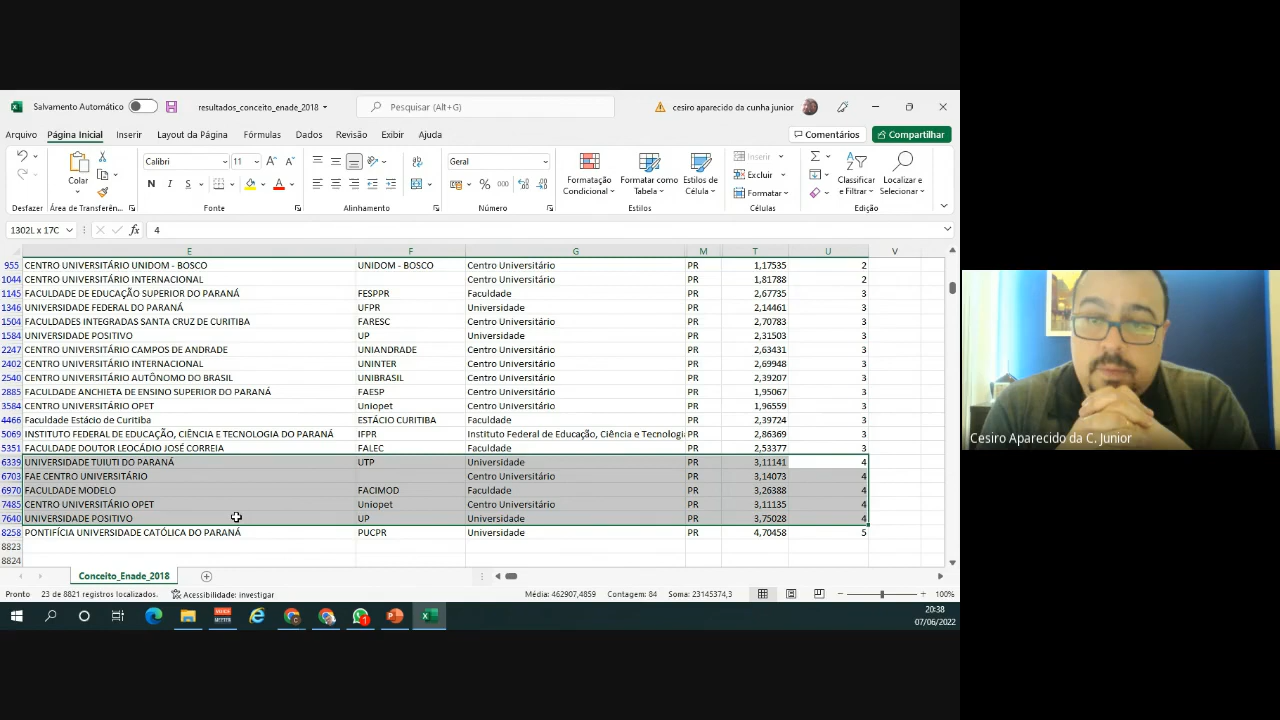 Salvamento Automático resultados_conceito_enade_2018 Pesquisar (Alt+G) cesiro aparecido da cunha junior
Arquivo Página Inicial Inserir Layout da Página Fórmulas Dados Revisão Exibir Ajuda Comentários Compartilhar
Colar Calibri 11 Geral Formatação Condicional Formatar como Tabela Estilos de Célula Inserir Excluir Formatar Classificar e Filtrar Localizar e Selecionar
N I S % 000
Desfazer Área de Transferên... Fonte Alinhamento Número Estilos Células Edição
1302L x 17C fx 4
E F G M T U V
955 CENTRO UNIVERSITÁRIO UNIDOM - BOSCO UNIDOM - BOSCO Centro Universitário PR 1,17535 2
1044 CENTRO UNIVERSITÁRIO INTERNACIONAL Centro Universitário PR 1,81788 2
1145 FACULDADE DE EDUCAÇÃO SUPERIOR DO PARANÁ FESPPR Faculdade PR 2,67735 3
1346 UNIVERSIDADE FEDERAL DO PARANÁ UFPR Universidade PR 2,14461 3
1504 FACULDADES INTEGRADAS SANTA CRUZ DE CURITIBA FARESC Centro Universitário PR 2,70783 3
1584 UNIVERSIDADE POSITIVO UP Universidade PR 2,31503 3
2247 CENTRO UNIVERSITÁRIO CAMPOS DE ANDRADE UNIANDRADE Centro Universitário PR 2,63431 3
2402 CENTRO UNIVERSITÁRIO INTERNACIONAL UNINTER Centro Universitário PR 2,69948 3
2540 CENTRO UNIVERSITÁRIO AUTÔNOMO DO BRASIL UNIBRASIL Centro Universitário PR 2,39207 3
2885 FACULDADE ANCHIETA DE ENSINO SUPERIOR DO PARANÁ FAESP Faculdade PR 1,95067 3
3584 CENTRO UNIVERSITÁRIO OPET Uniopet Centro Universitário PR 1,96559 3
4466 Faculdade Estácio de Curitiba ESTÁCIO CURITIBA Faculdade PR 2,39724 3
5069 INSTITUTO FEDERAL DE EDUCAÇÃO, CIÊNCIA E TECNOLOGIA DO PARANÁ IFPR Instituto Federal de Educação, Ciência e Tecnologi PR 2,86369 3
5351 FACULDADE DOUTOR LEOCÁDIO JOSÉ CORREIA FALEC Faculdade PR 2,53377 3
6339 UNIVERSIDADE TUIUTI DO PARANÁ UTP Universidade PR 3,11141 4
6703 FAE CENTRO UNIVERSITÁRIO Centro Universitário PR 3,14073 4
6970 FACULDADE MODELO FACIMOD Faculdade PR 3,26388 4
7485 CENTRO UNIVERSITÁRIO OPET Uniopet Centro Universitário PR 3,11135 4
7640 UNIVERSIDADE POSITIVO UP Universidade PR 3,75028 4
8258 PONTIFÍCIA UNIVERSIDADE CATÓLICA DO PARANÁ PUCPR Universidade PR 4,70458 5
8823
8824
Conceito_Enade_2018
Pronto 23 de 8821 registros localizados. Acessibilidade: investigar Média: 462907,4859 Contagem: 84 Soma: 23145374,3 100%
20:38
07/06/2022
Cesiro Aparecido da C. Junior